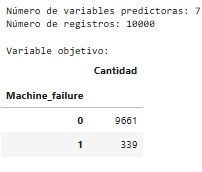 Número de variables predictoras: 7
Número de registros: 10000
Variable objetivo:
Cantidad
Machine_failure
0 9661
1 339